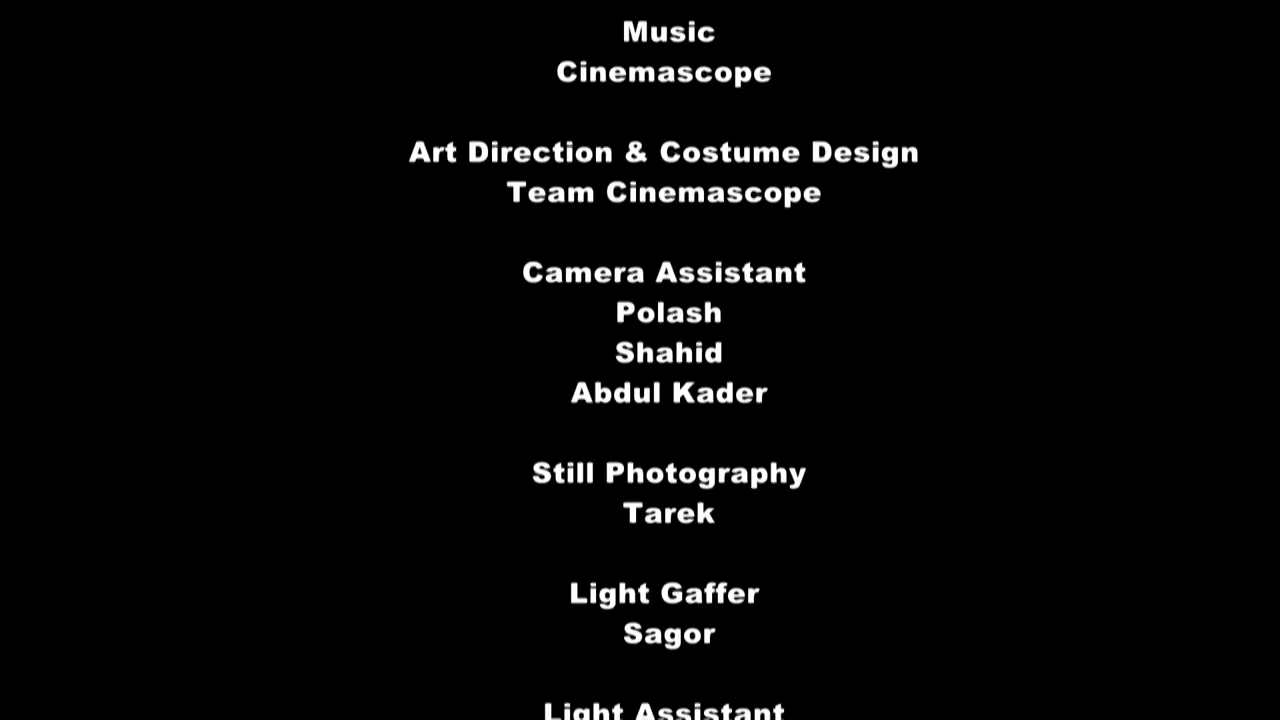 Music
Cinemascope
Art Direction & Costume Design
Team Cinemascope
Camera Assistant
Polash
Shahid
Abdul Kader
Still Photography
Tarek
Light Gaffer
Sagor
Light Assistant